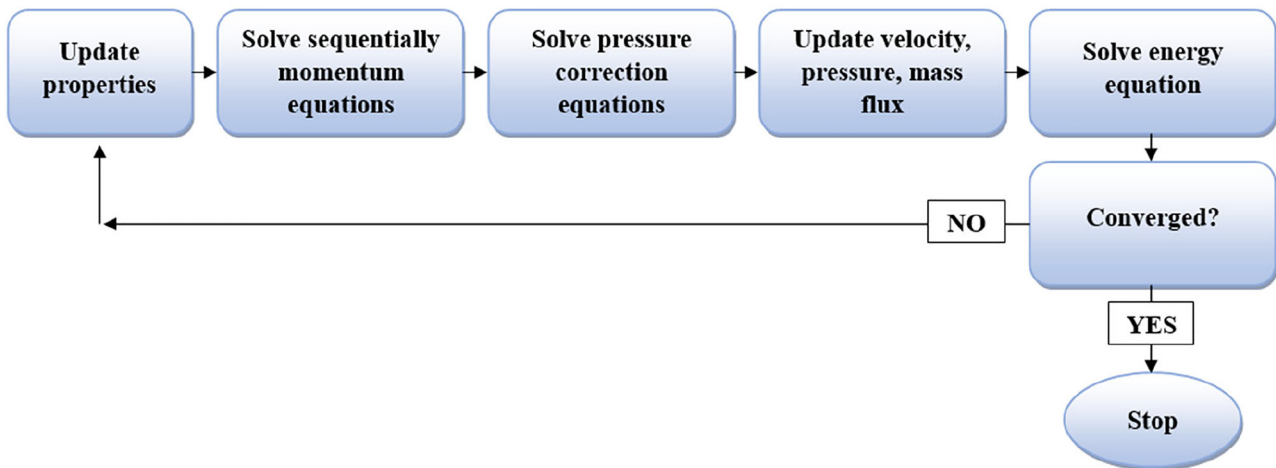 Update
properties
Solve sequentially
momentum
equations
Solve pressure
correction
equations
Update velocity,
pressure, mass
flux
Solve energy
equation
Converged?
NO
YES
Stop